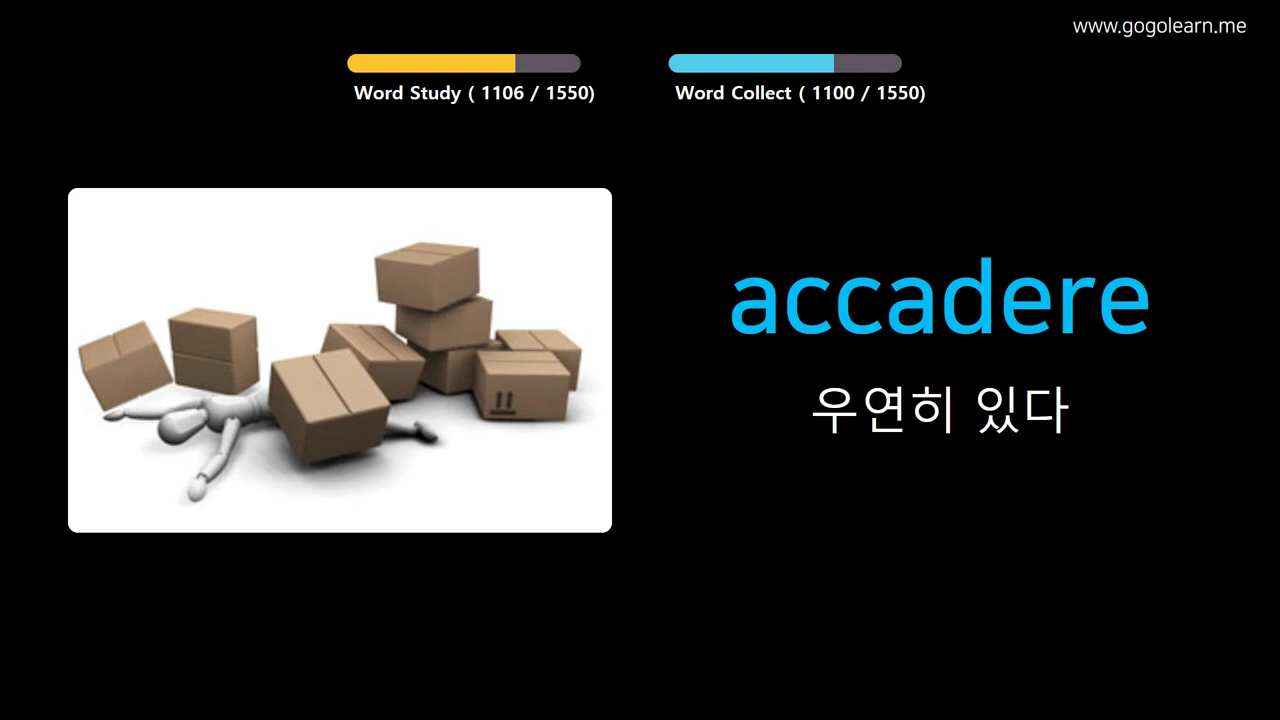 www.gogolearn.me
Word Study ( 1106 / 1550)
Word Collect ( 1100 / 1550)
accadere
우연히 있다